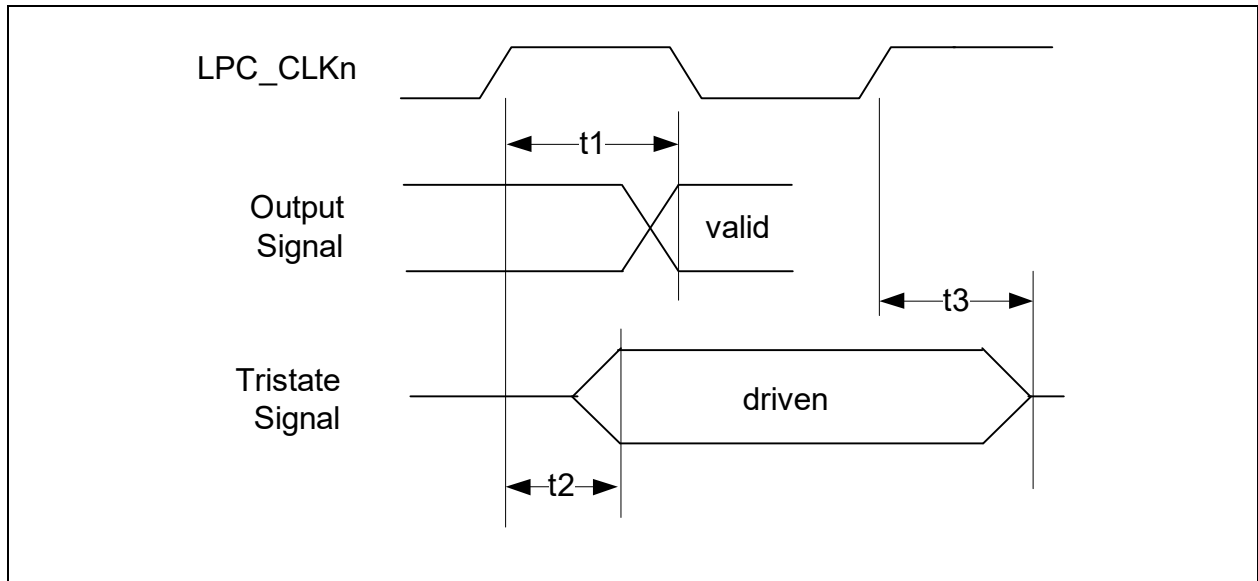 LPC_CLKn
t1
Output
Signal
valid
t3
Tristate
Signal
driven
t2